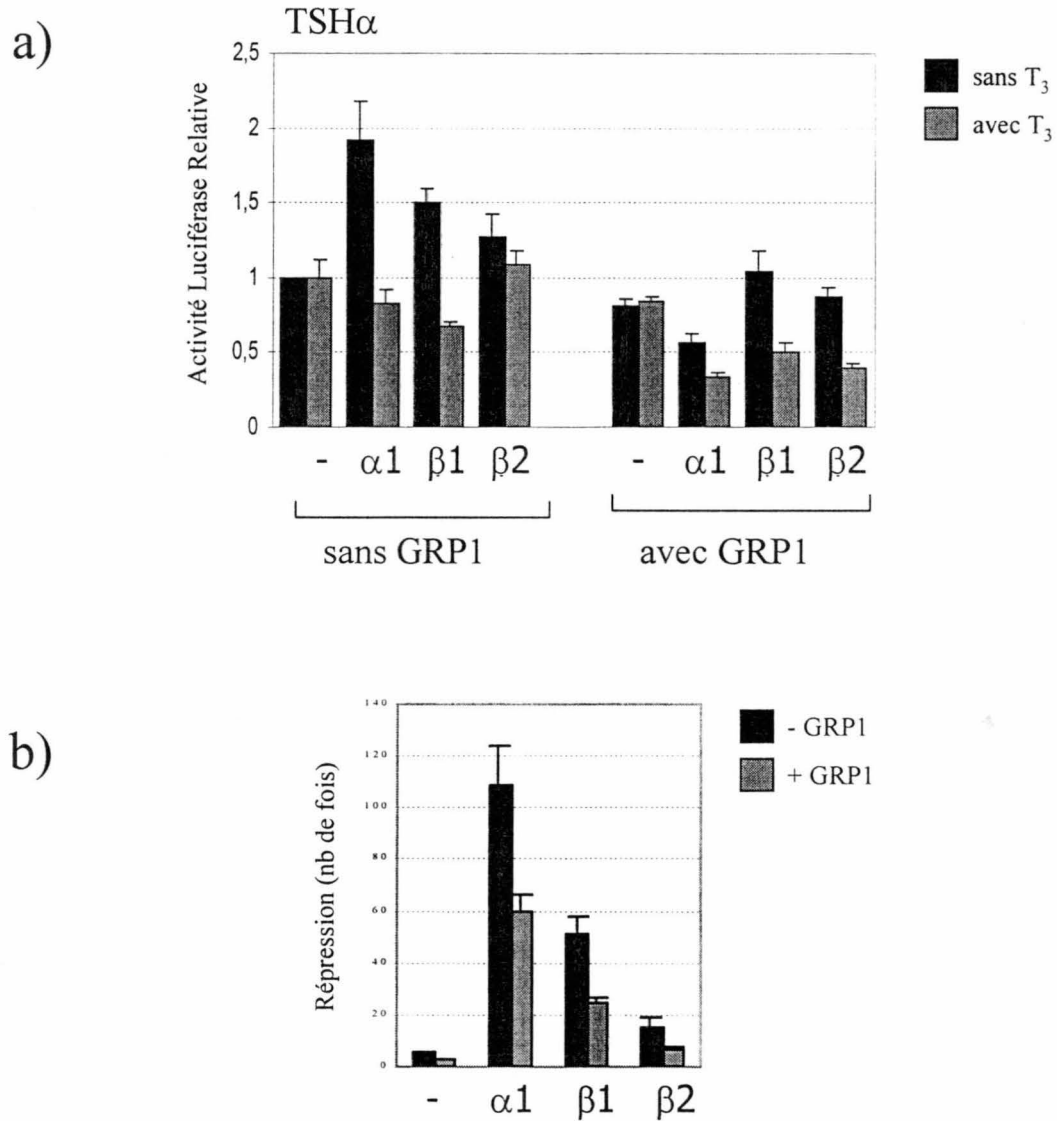 a)
TSHα
Activité Luciférase Relative
2,5
2
1,5
1
0,5
0
sans T3
avec T3
- α1 β1 β2 - α1 β1 β2
sans GRP1 avec GRP1
b)
Répression (nb de fois)
140
120
100
80
60
40
20
0
- GRP1
+ GRP1
- α1 β1 β2